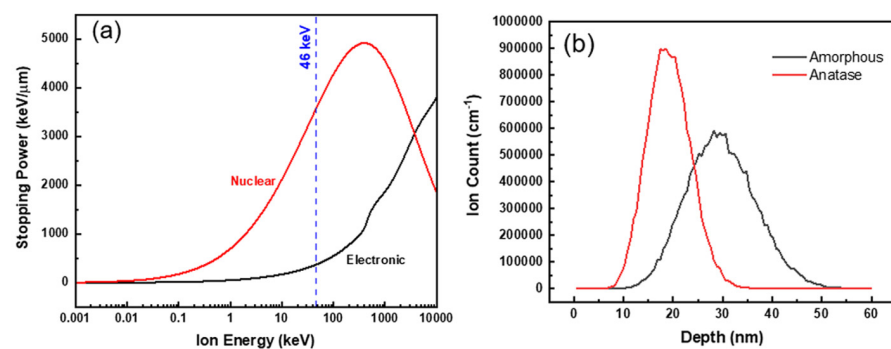 (a)
46 keV
Stopping Power (keV/μm)
5000
4000
3000
2000
1000
0
Nuclear
Electronic
0.001
0.01
0.1
1
10
100
1000
10000
Ion Energy (keV)
(b)
Amorphous
Anatase
Ion Count (cm⁻¹)
1000000
900000
800000
700000
600000
500000
400000
300000
200000
100000
0
0
10
20
30
40
50
60
Depth (nm)